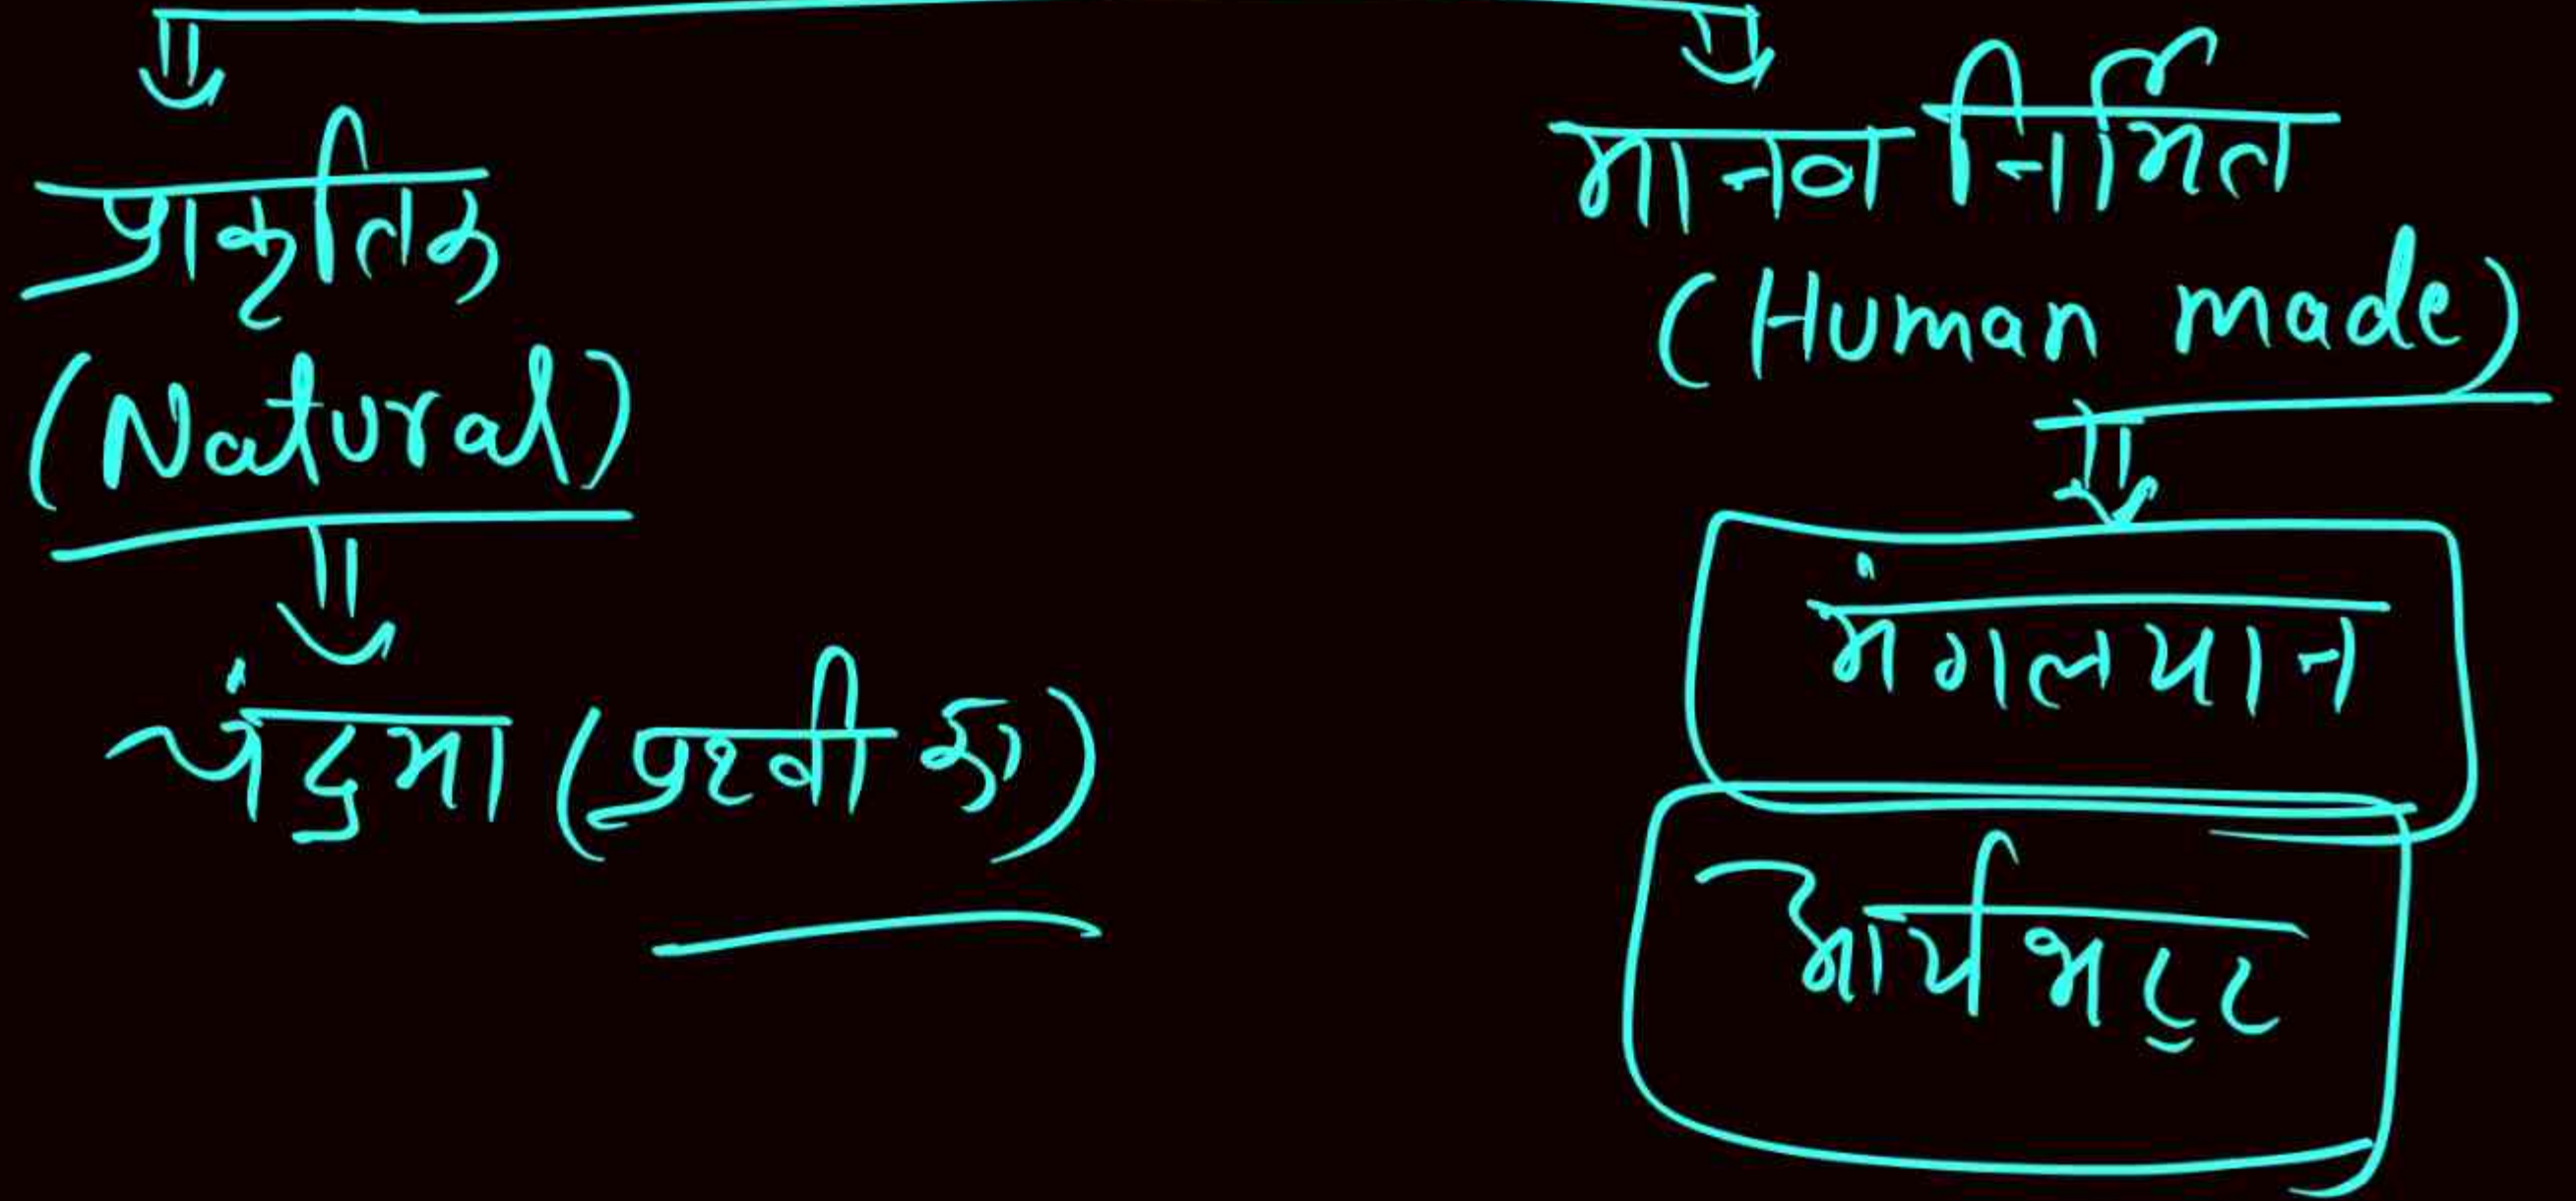 प्राकृतिक
(Natural)
चंद्रमा (पृथ्वी का)
मानव निर्मित
(Human made)
मंगलयान
आर्यभट्ट